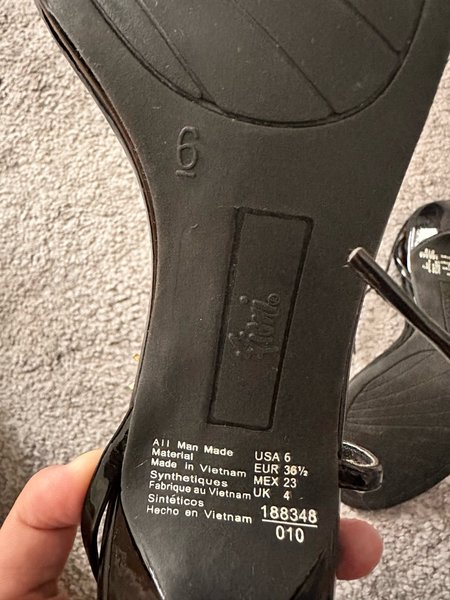 6
All Man Made
Material
Made in Vietnam
Synthetiques
Fabrique au Vietnam
Sintéticos
Hecho en Vietnam
USA 6
EUR 36½
MEX 23
UK 4
188348
010